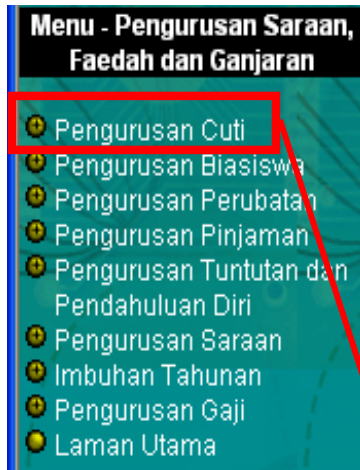 Menu - Pengurusan Saraan,
Faedah dan Ganjaran
Pengurusan Cuti
Pengurusan Biasiswa
Pengurusan Perubatan
Pengurusan Pinjaman
Pengurusan Tuntutan dan
Pendahuluan Diri
Pengurusan Saraan
Imbuhan Tahunan
Pengurusan Gaji
Laman Utama